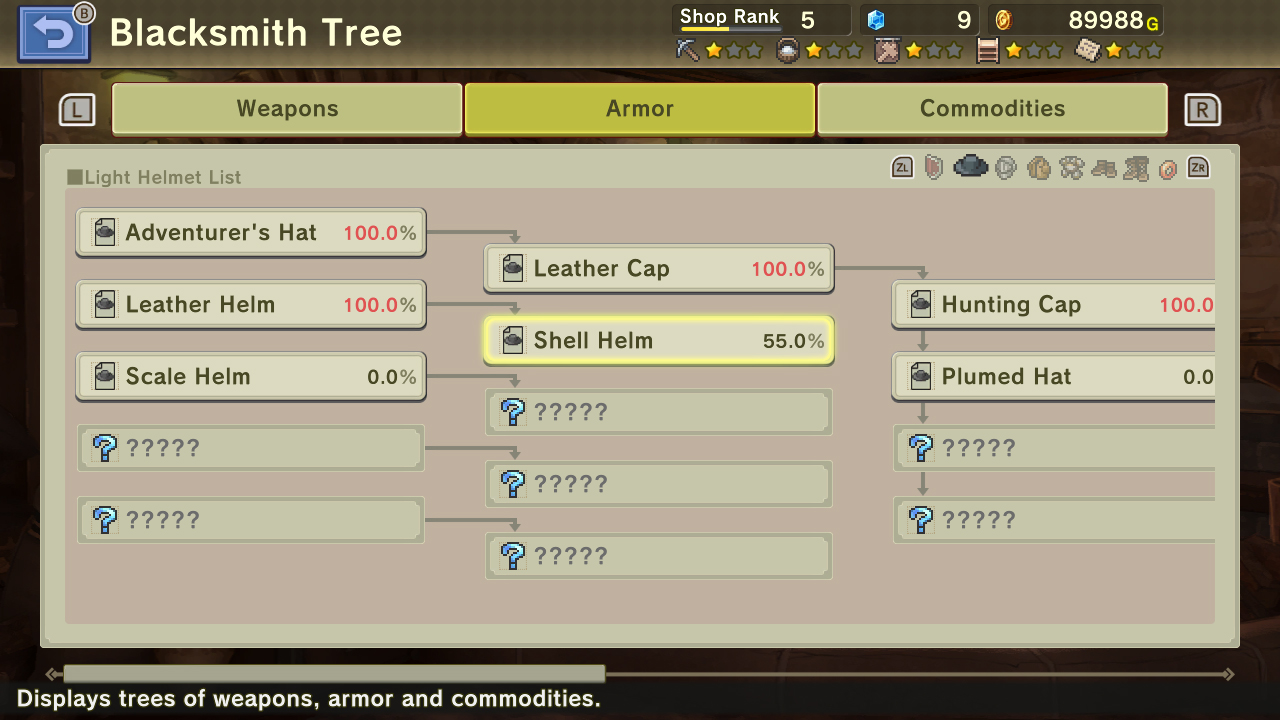 B
Blacksmith Tree
Shop Rank 5
9
89988G
L
Weapons
Armor
Commodities
R
■Light Helmet List
ZL
ZR
Adventurer's Hat 100.0%
Leather Cap 100.0%
Leather Helm 100.0%
Hunting Cap 100.0
Shell Helm 55.0%
Scale Helm 0.0%
Plumed Hat 0.0
?????
?????
?????
?????
?????
?????
?????
Displays trees of weapons, armor and commodities.